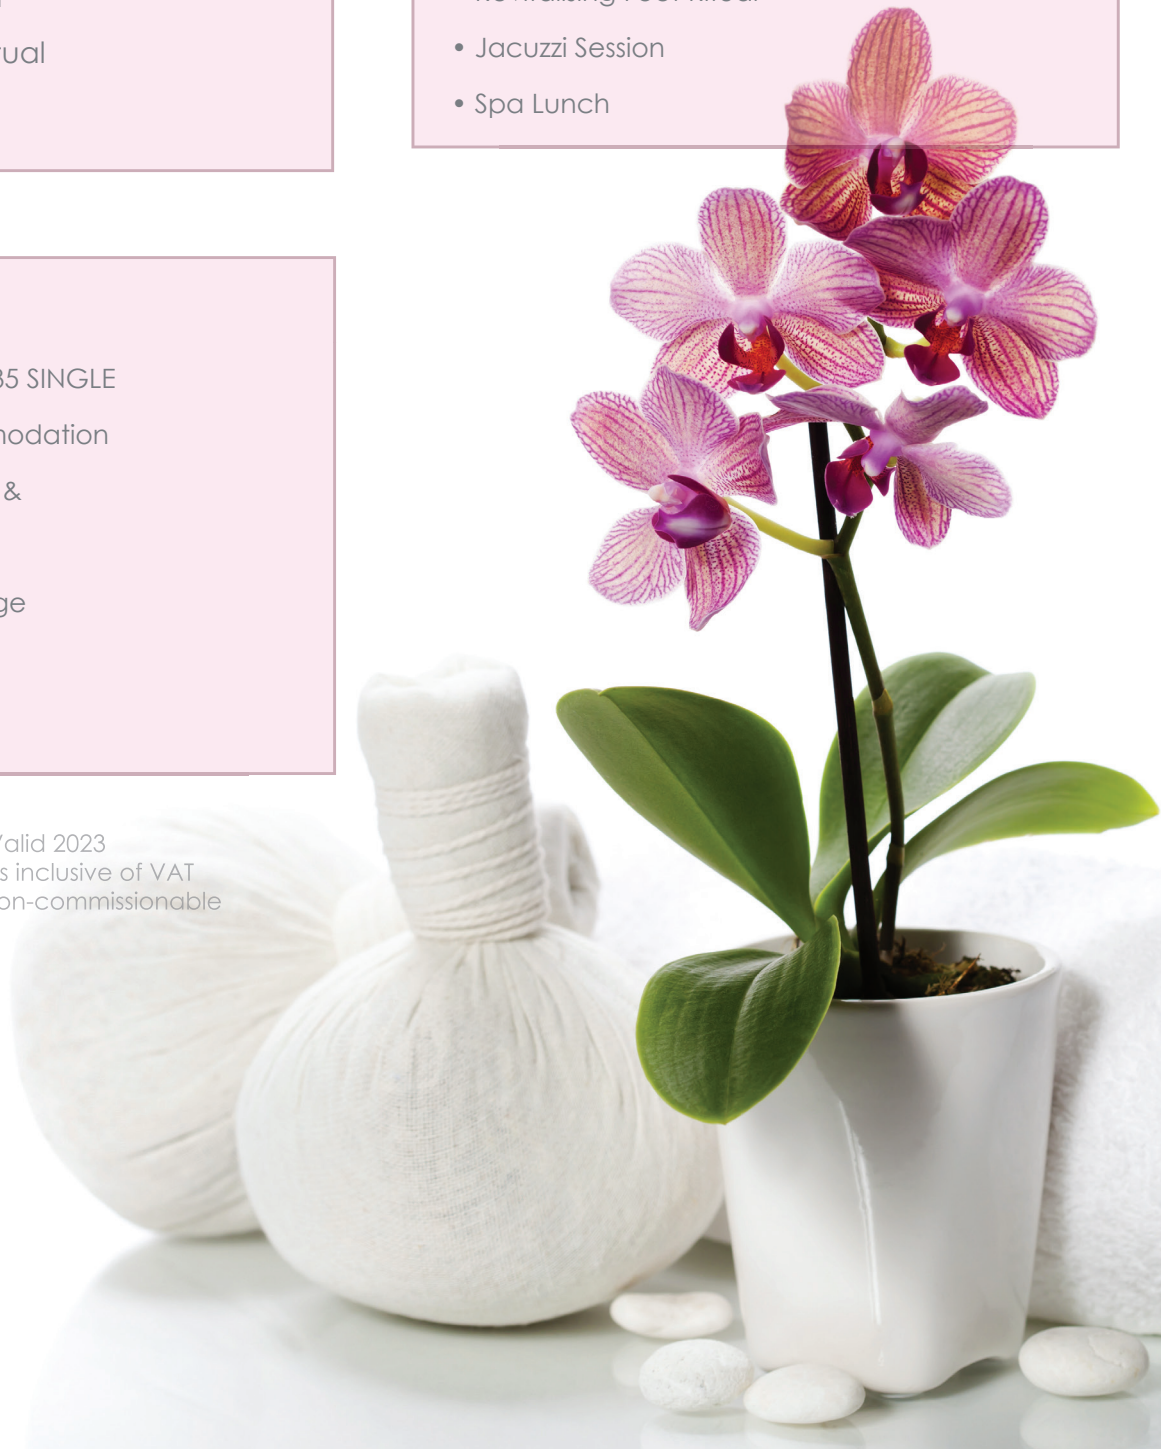 ual
• Jacuzzi Session
• Spa Lunch
35 SINGLE
nodation
&
ge
Valid 2023
s inclusive of VAT
on-commissionable